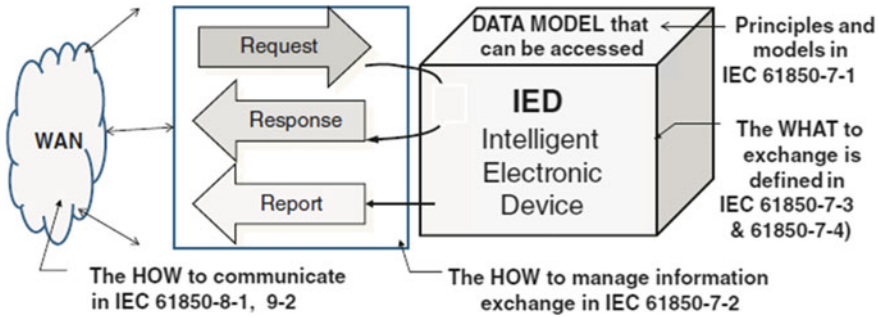 DATA MODEL that
can be accessed
Principles and
models in
IEC 61850-7-1
Request
Response
Report
WAN
IED
Intelligent
Electronic
Device
The WHAT to
exchange is
defined in
IEC 61850-7-3
& 61850-7-4)
The HOW to communicate
in IEC 61850-8-1, 9-2
The HOW to manage information
exchange in IEC 61850-7-2